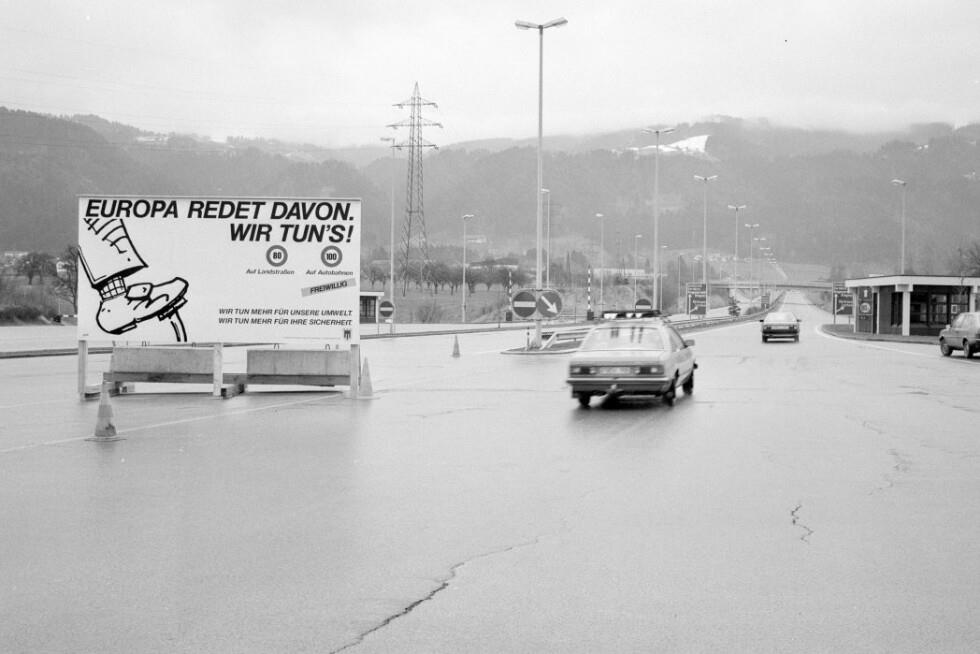 EUROPA REDET DAVON.
WIR TUN'S!
80 100
Auf Landstraßen Auf Autobahnen
FREIWILLIG
WIR TUN MEHR FÜR UNSERE UMWELT.
WIR TUN MEHR FÜR IHRE SICHERHEIT.